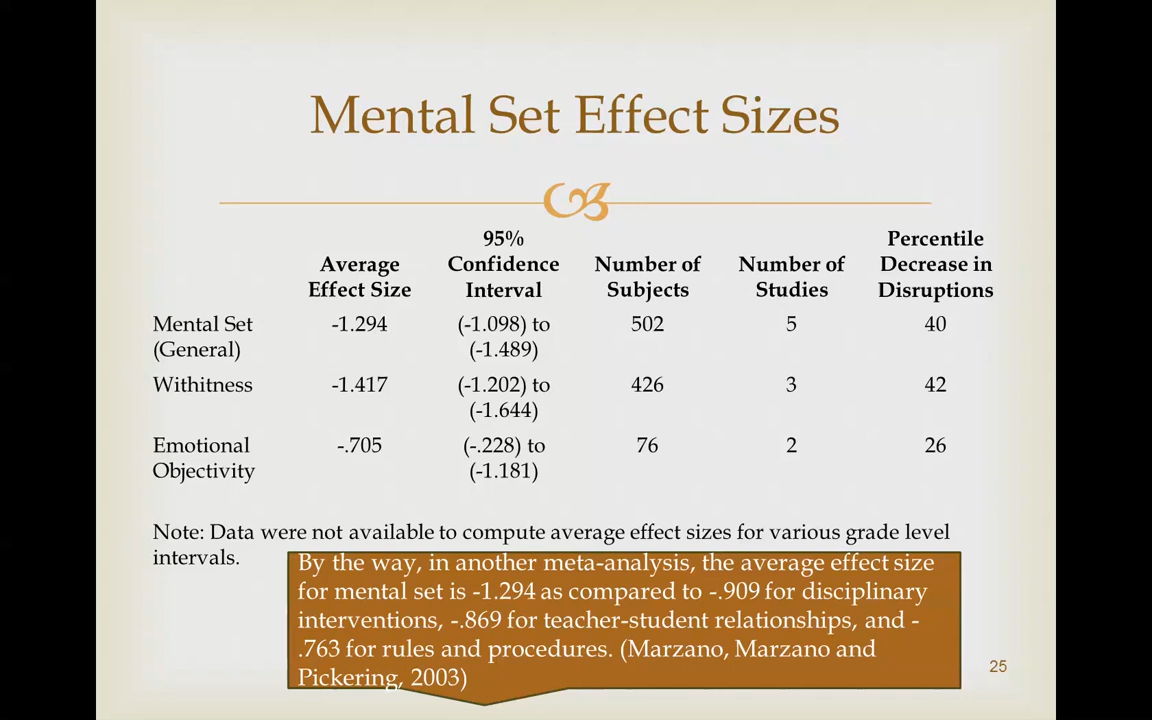 Mental Set Effect Sizes
Average Effect Size | 95% Confidence Interval | Number of Subjects | Number of Studies | Percentile Decrease in Disruptions
Mental Set (General) | -1.294 | (-1.098) to (-1.489) | 502 | 5 | 40
Withitness | -1.417 | (-1.202) to (-1.644) | 426 | 3 | 42
Emotional Objectivity | -.705 | (-.228) to (-1.181) | 76 | 2 | 26
Note: Data were not available to compute average effect sizes for various grade level
intervals.
By the way, in another meta-analysis, the average effect size
for mental set is -1.294 as compared to -.909 for disciplinary
interventions, -.869 for teacher-student relationships, and -
.763 for rules and procedures. (Marzano, Marzano and
Pickering, 2003)
25